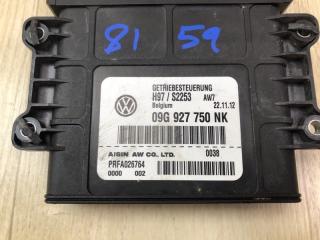 81 59
GETRIEBESTEUERUNG
H97 / S2253 AW7
Belgium 22.11.12
09G 927 750 NK
AISIN AW CO. LTD. 0038
PRFA026764
0000 002